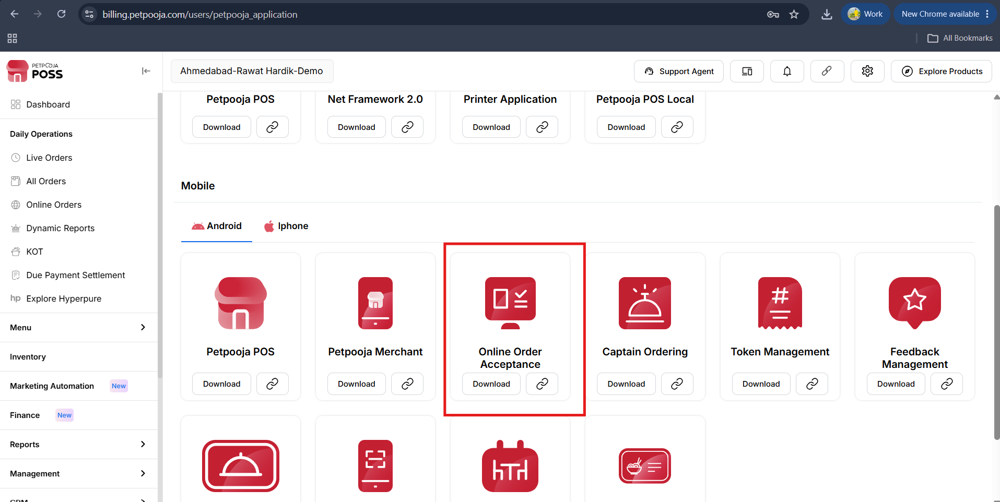 billing.petpooja.com/users/petpooja_application
Work
New Chrome available
All Bookmarks
PETPOOJA
POSS
Ahmedabad-Rawat Hardik-Demo
Support Agent
Explore Products
Dashboard
Daily Operations
Live Orders
All Orders
Online Orders
Dynamic Reports
KOT
Due Payment Settlement
hp Explore Hyperpure
Menu
Inventory
Marketing Automation New
Finance New
Reports
Management
CRM
Petpooja POS
Download
Net Framework 2.0
Download
Printer Application
Download
Petpooja POS Local
Download
Mobile
Android
Iphone
Petpooja POS
Download
Petpooja Merchant
Download
Online Order
Acceptance
Download
Captain Ordering
Download
#
Token Management
Download
Feedback
Management
Download